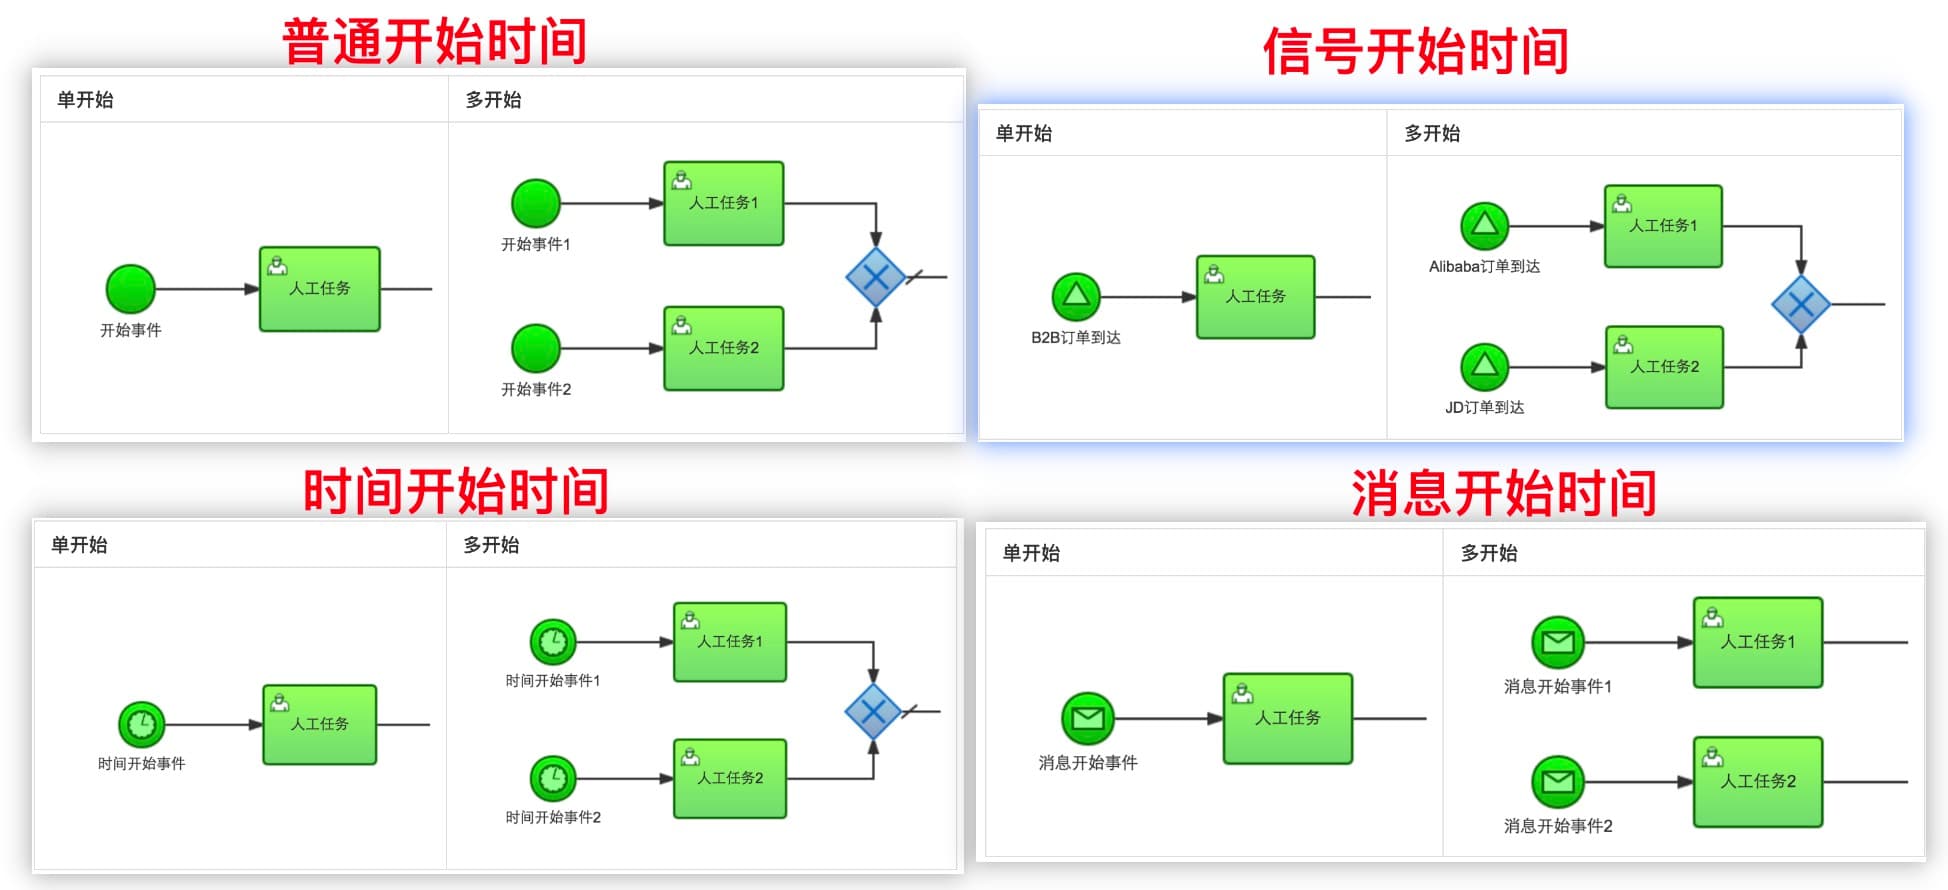 普通开始时间
单开始
多开始
开始事件
人工任务
开始事件1
人工任务1
开始事件2
人工任务2
信号开始时间
单开始
多开始
B2B订单到达
人工任务
Alibaba订单到达
人工任务1
JD订单到达
人工任务2
时间开始时间
单开始
多开始
时间开始事件
人工任务
时间开始事件1
人工任务1
时间开始事件2
人工任务2
消息开始时间
单开始
多开始
消息开始事件
人工任务
消息开始事件1
人工任务1
消息开始事件2
人工任务2